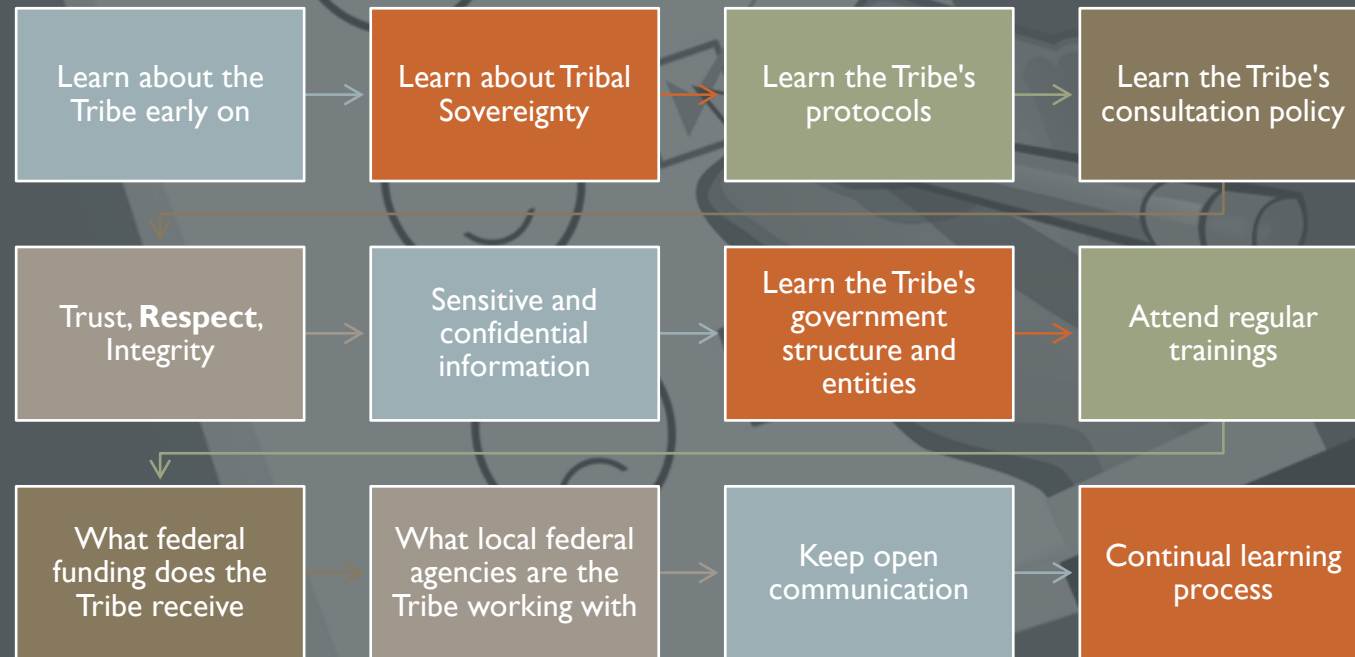 Learn about the
Tribe early on
Learn about Tribal
Sovereignty
Learn the Tribe's
protocols
Learn the Tribe's
consultation policy
Trust, Respect,
Integrity
Sensitive and
confidential
information
Learn the Tribe's
government
structure and
entities
Attend regular
trainings
What federal
funding does the
Tribe receive
What local federal
agencies are the
Tribe working with
Keep open
communication
Continual learning
process